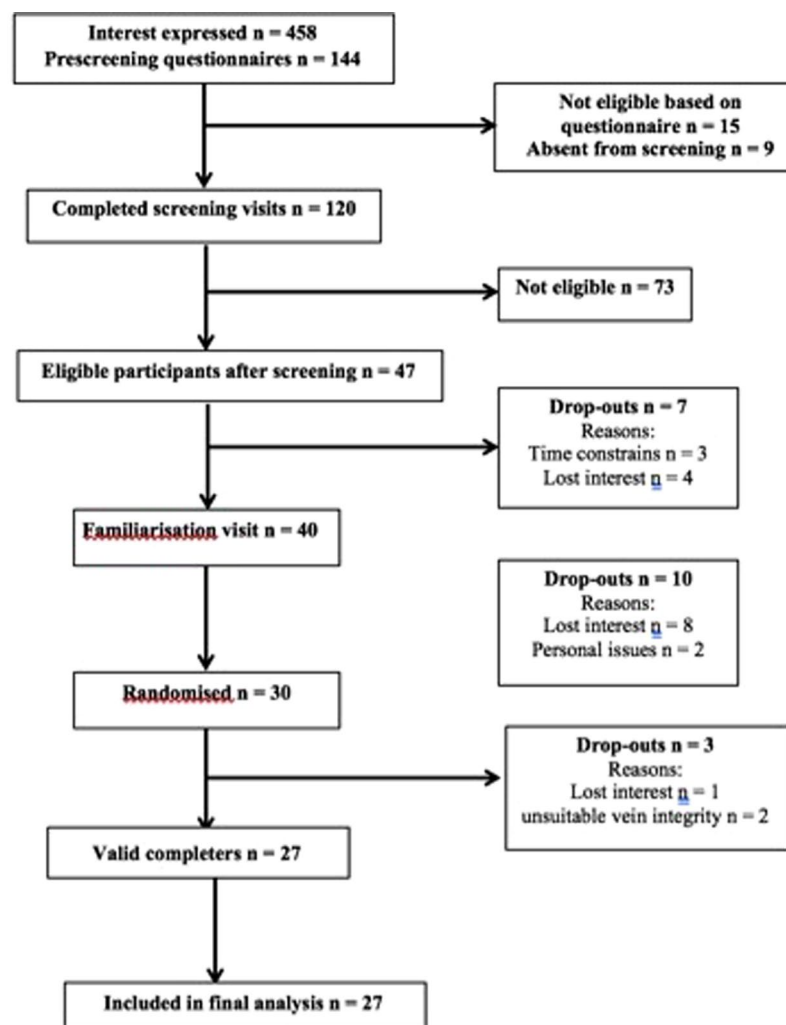 Interest expressed n = 458
Prescreening questionnaires n = 144
Not eligible based on
questionnaire n = 15
Absent from screening n = 9
Completed screening visits n = 120
Not eligible n = 73
Eligible participants after screening n = 47
Drop-outs n = 7
Reasons:
Time constrains n = 3
Lost interest n = 4
Familiarisation visit n = 40
Drop-outs n = 10
Reasons:
Lost interest n = 8
Personal issues n = 2
Randomised n = 30
Drop-outs n = 3
Reasons:
Lost interest n = 1
unsuitable vein integrity n = 2
Valid completers n = 27
Included in final analysis n = 27